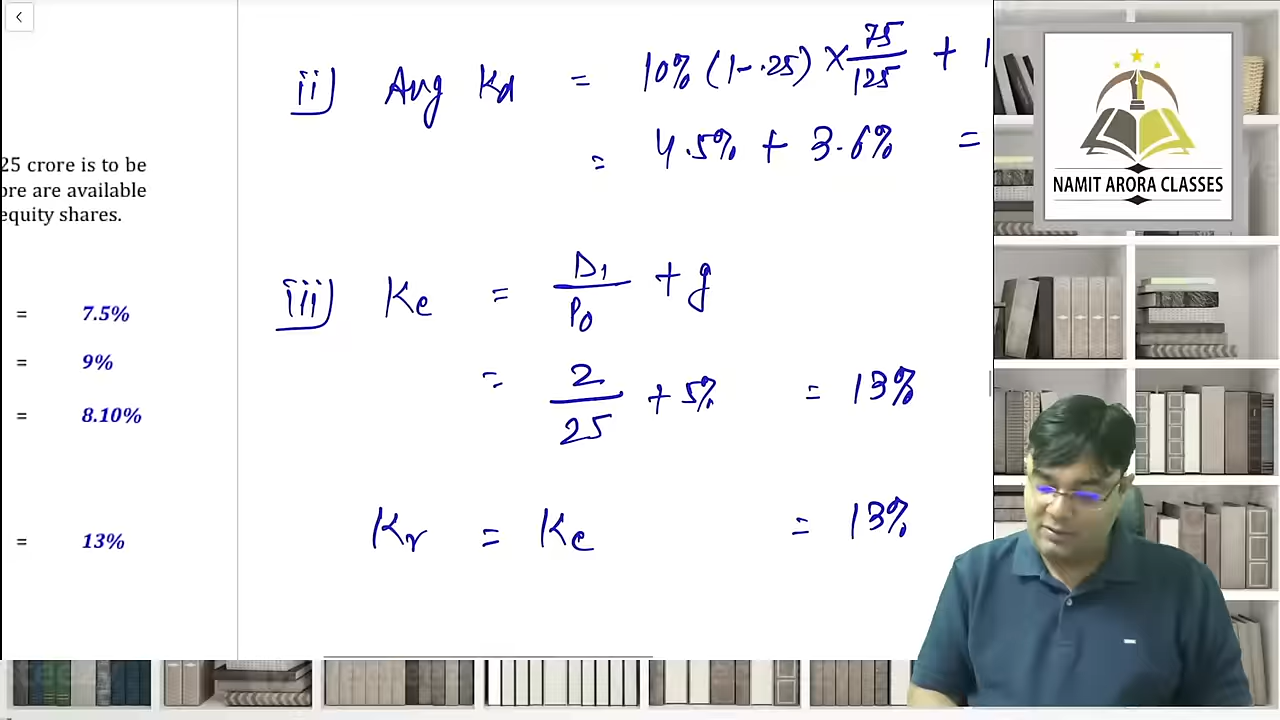 ii) Avg Kd = 10% (1-.25) × 75/125 + 1
= 4.5% + 3.6% =
25 crore is to be
ore are available
equity shares.
iii) Ke = D1/P0 + g
= 7.5%
= 9%
= 2/25 + 5% = 13%
= 8.10%
Kr = Ke = 13%
= 13%
NAMIT ARORA CLASSES